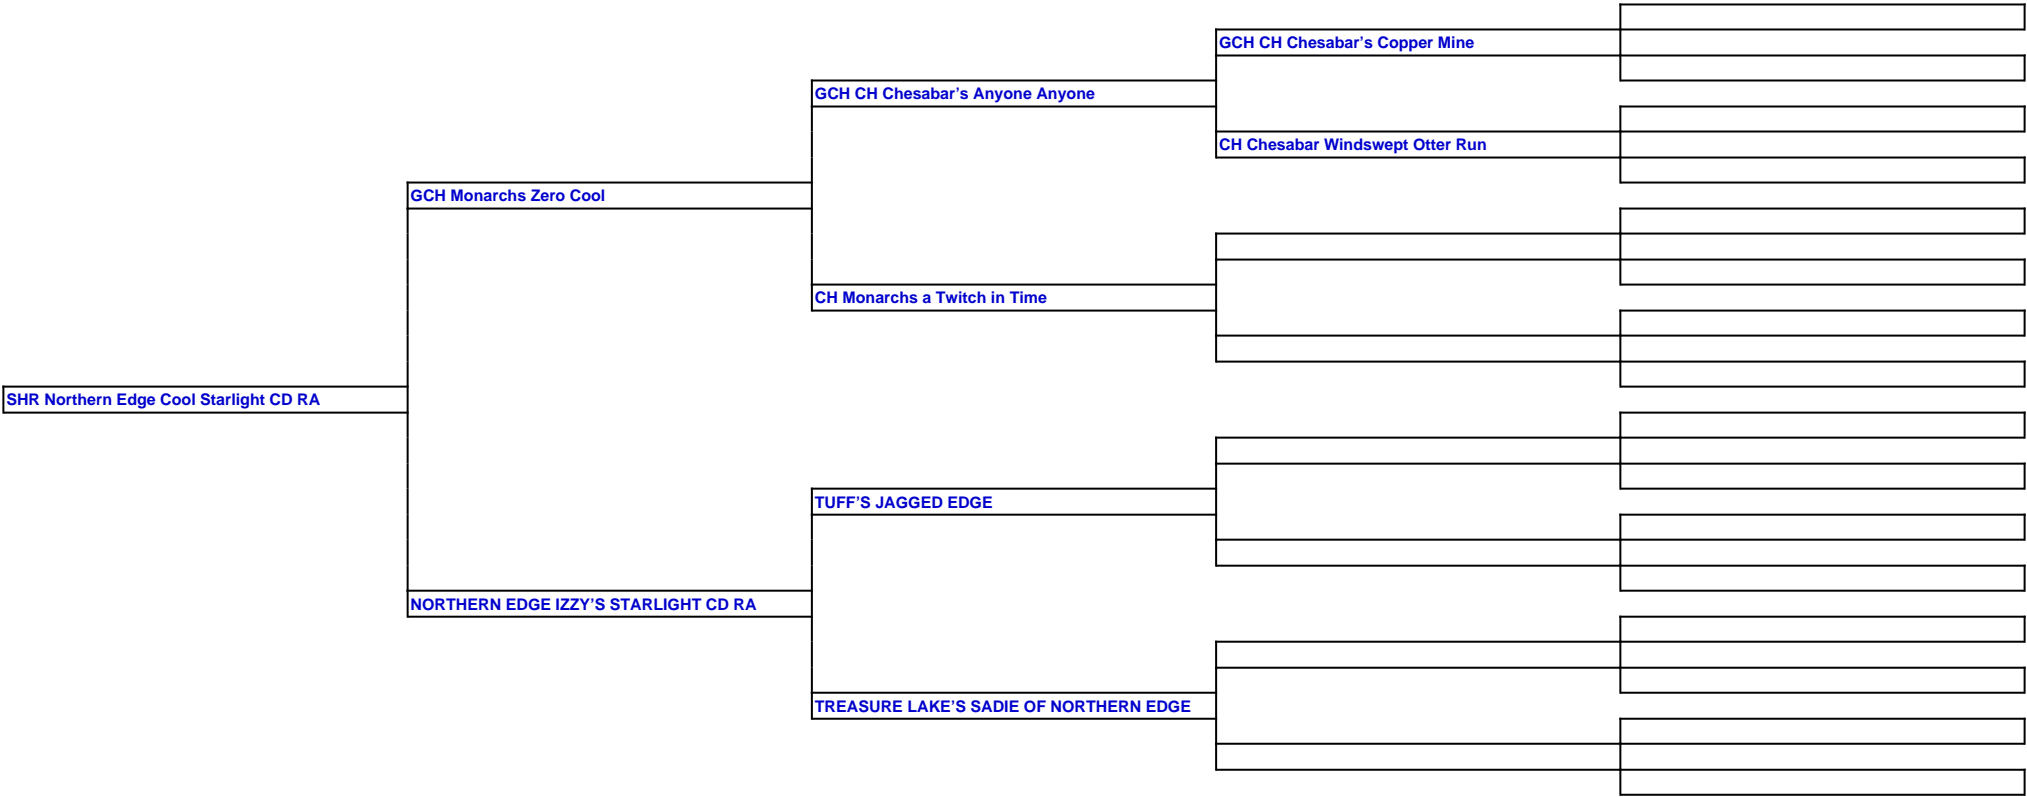 GCH CH Chesabar’s Copper Mine
GCH CH Chesabar’s Anyone Anyone
CH Chesabar Windswept Otter Run
GCH Monarchs Zero Cool
CH Monarchs a Twitch in Time
SHR Northern Edge Cool Starlight CD RA
TUFF’S JAGGED EDGE
NORTHERN EDGE IZZY’S STARLIGHT CD RA
TREASURE LAKE’S SADIE OF NORTHERN EDGE